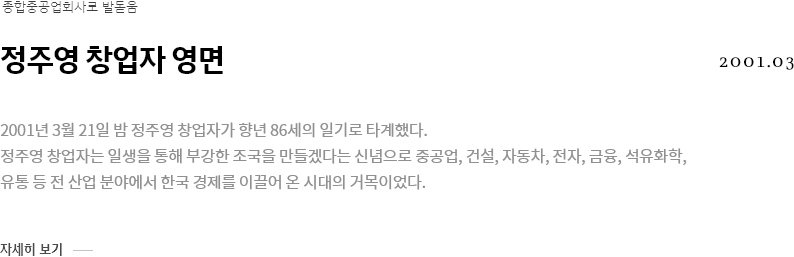 종합중공업회사로 발돋움
정주영 창업자 영면
2001.03
2001년 3월 21일 밤 정주영 창업자가 향년 86세의 일기로 타계했다.
정주영 창업자는 일생을 통해 부강한 조국을 만들겠다는 신념으로 중공업, 건설, 자동차, 전자, 금융, 석유화학,
유통 등 전 산업 분야에서 한국 경제를 이끌어 온 시대의 거목이었다.
자세히 보기